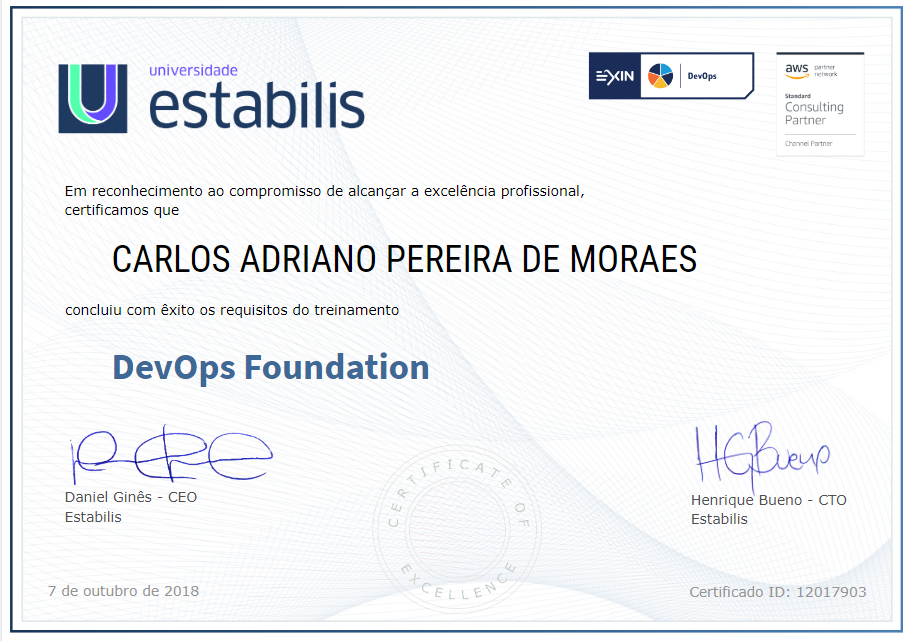 universidade
estabilis
EXIN
DevOps
aws partner
network
Standard
Consulting
Partner
Channel Partner
Em reconhecimento ao compromisso de alcançar a excelência profissional,
certificamos que
CARLOS ADRIANO PEREIRA DE MORAES
concluiu com êxito os requisitos do treinamento
DevOps Foundation
HGBueno
Daniel Ginês - CEO
Estabilis
Henrique Bueno - CTO
Estabilis
CERTIFICATE OF
EXCELLENCE
7 de outubro de 2018
Certificado ID: 12017903